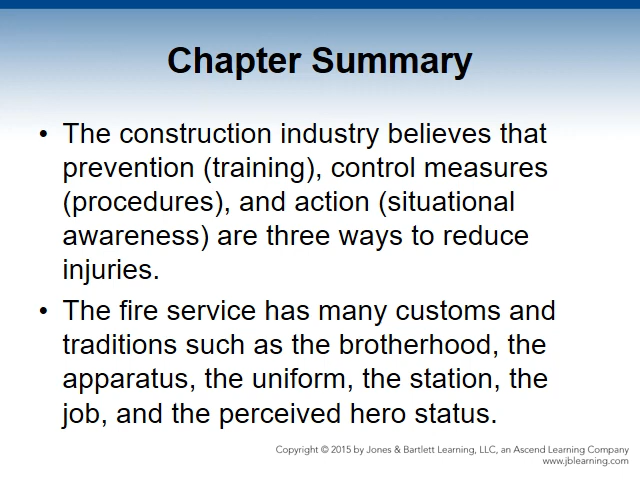 Chapter Summary
• The construction industry believes that
prevention (training), control measures
(procedures), and action (situational
awareness) are three ways to reduce
injuries.
• The fire service has many customs and
traditions such as the brotherhood, the
apparatus, the uniform, the station, the
job, and the perceived hero status.
Copyright © 2015 by Jones & Bartlett Learning, LLC, an Ascend Learning Company
www.jblearning.com